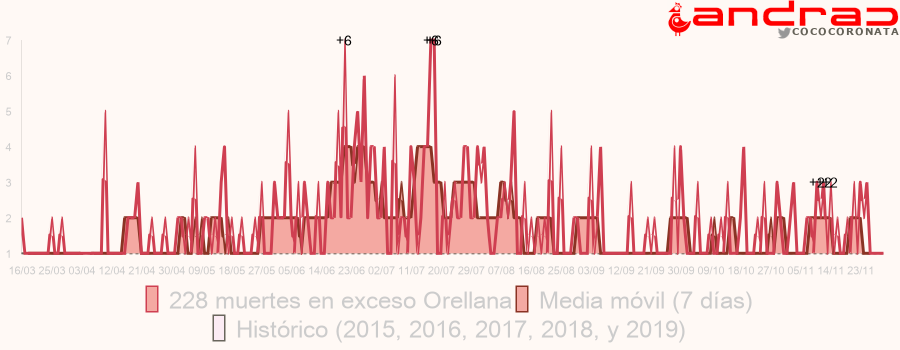 andrac
COCOCORONATA
7
+6
+6
6
5
4
3
+2
2
2
1
16/03 25/03 03/04 12/04 21/04 30/04 09/05 18/05 27/05 05/06 14/06 23/06 02/07 11/07 20/07 29/07 07/08 16/08 25/08 03/09 12/09 21/09 30/09 09/10 18/10 27/10 05/11 14/11 23/11
228 muertes en exceso Orellana Media móvil (7 días)
Histórico (2015, 2016, 2017, 2018, y 2019)